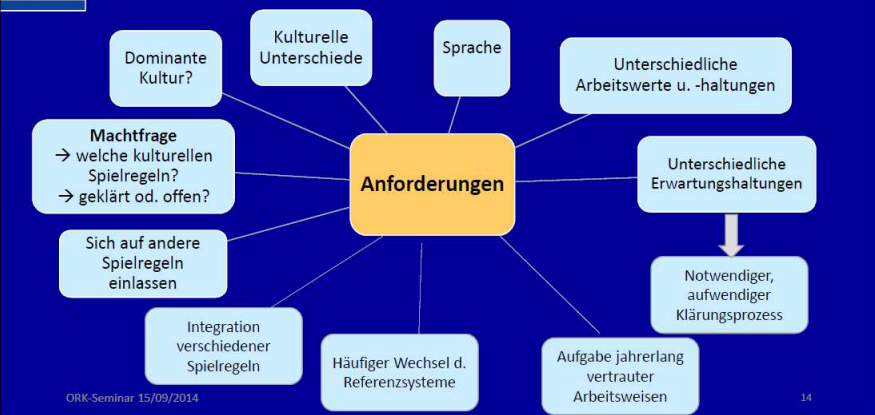 Dominante
Kultur?
Kulturelle
Unterschiede
Sprache
Unterschiedliche
Arbeitswerte u. -haltungen
Machtfrage
→ welche kulturellen
Spielregeln?
→ geklärt od. offen?
Anforderungen
Unterschiedliche
Erwartungshaltungen
Sich auf andere
Spielregeln
einlassen
Notwendiger,
aufwendiger
Klärungsprozess
Integration
verschiedener
Spielregeln
Häufiger Wechsel d.
Referenzsysteme
Aufgabe jahrerlang
vertrauter
Arbeitsweisen
ORK-Seminar 15/09/2014
14